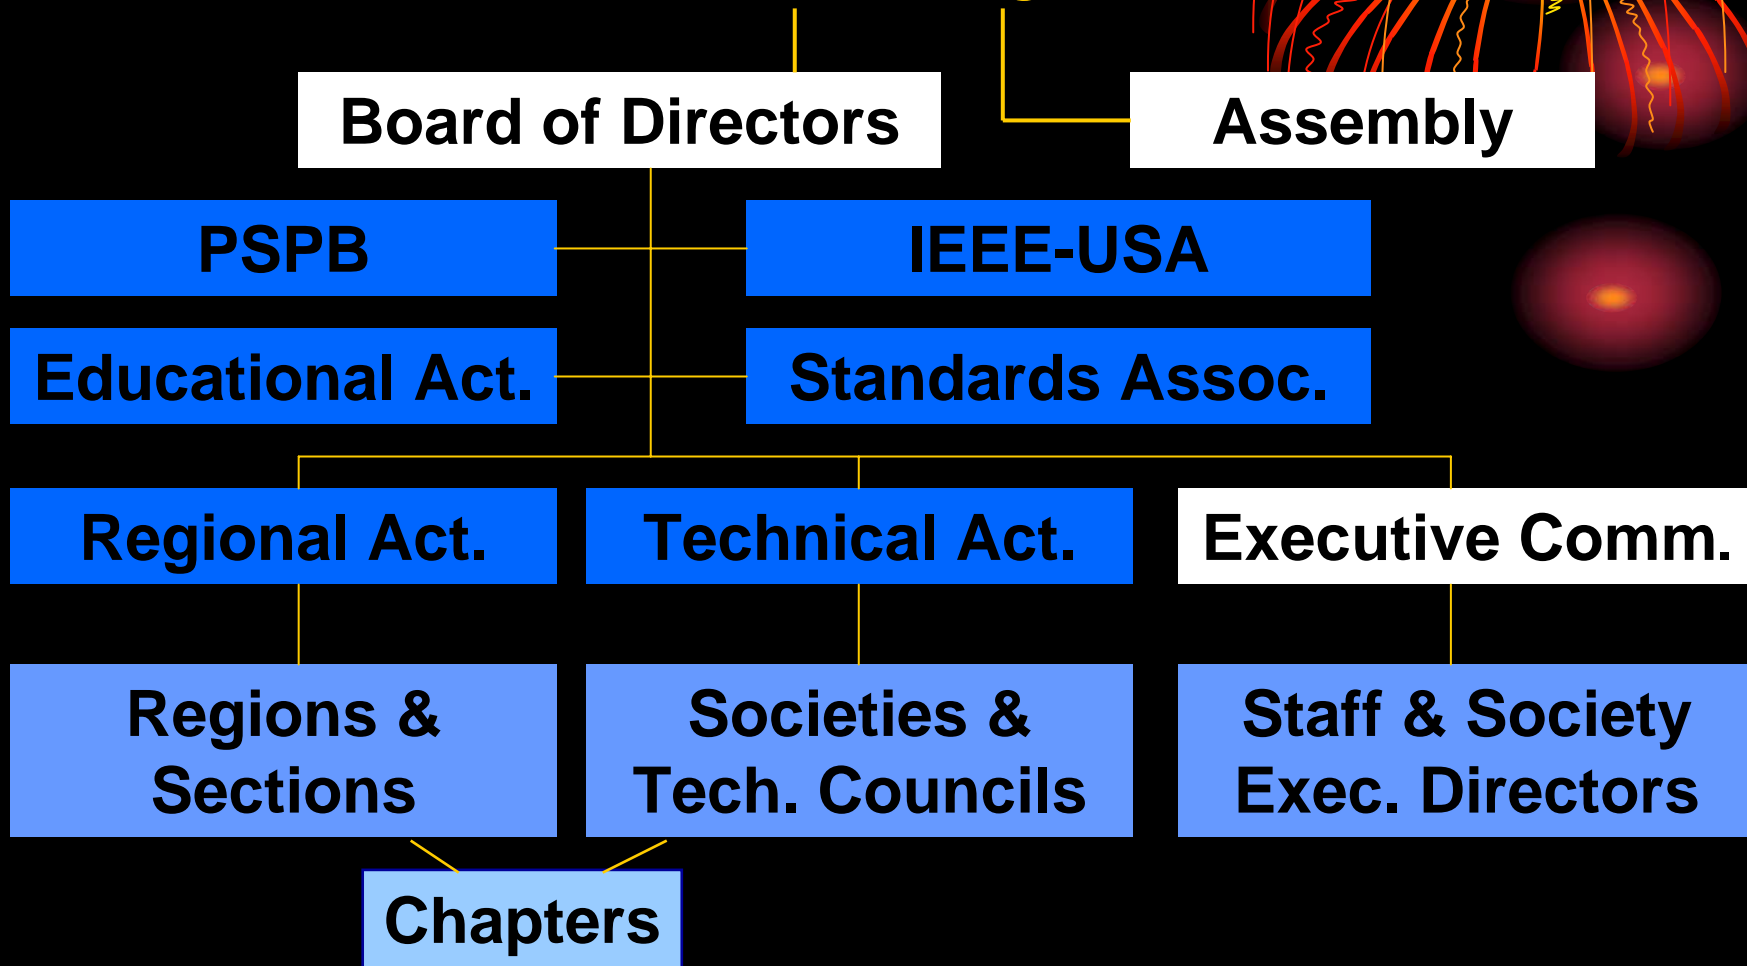 Board of Directors
Assembly
PSPB
IEEE-USA
Educational Act.
Standards Assoc.
Regional Act.
Technical Act.
Executive Comm.
Regions &
Sections
Societies &
Tech. Councils
Staff & Society
Exec. Directors
Chapters